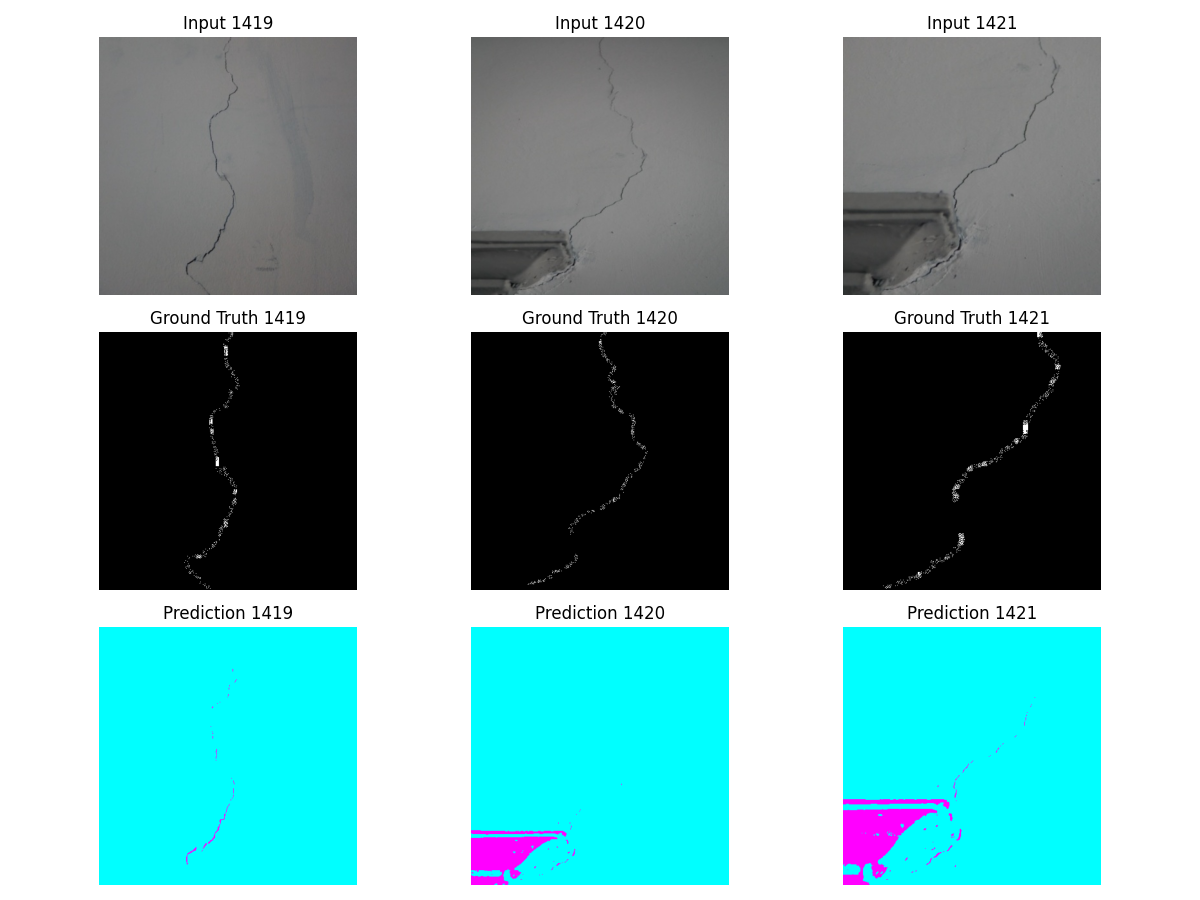 Input 1419
Input 1420
Input 1421
Ground Truth 1419
Ground Truth 1420
Ground Truth 1421
Prediction 1419
Prediction 1420
Prediction 1421